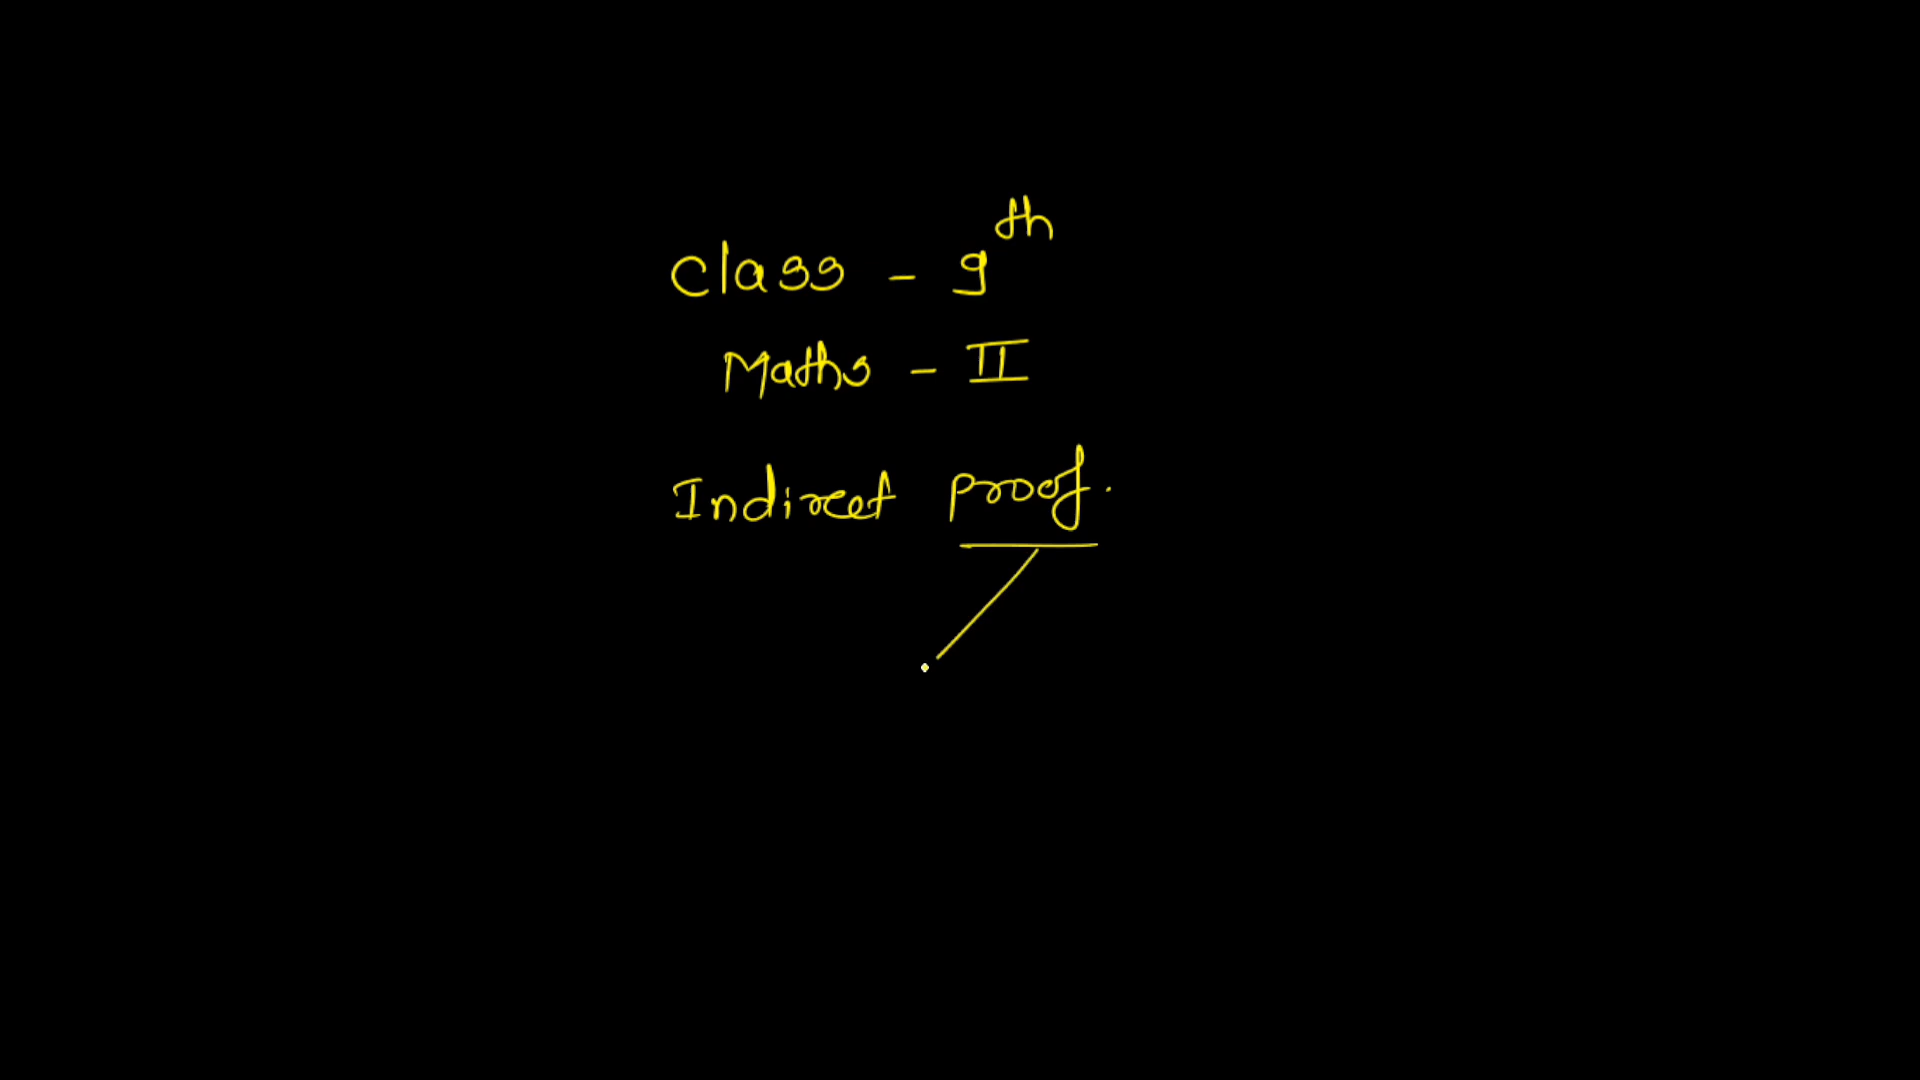 Class - 9th
Maths - II
Indirect proof.